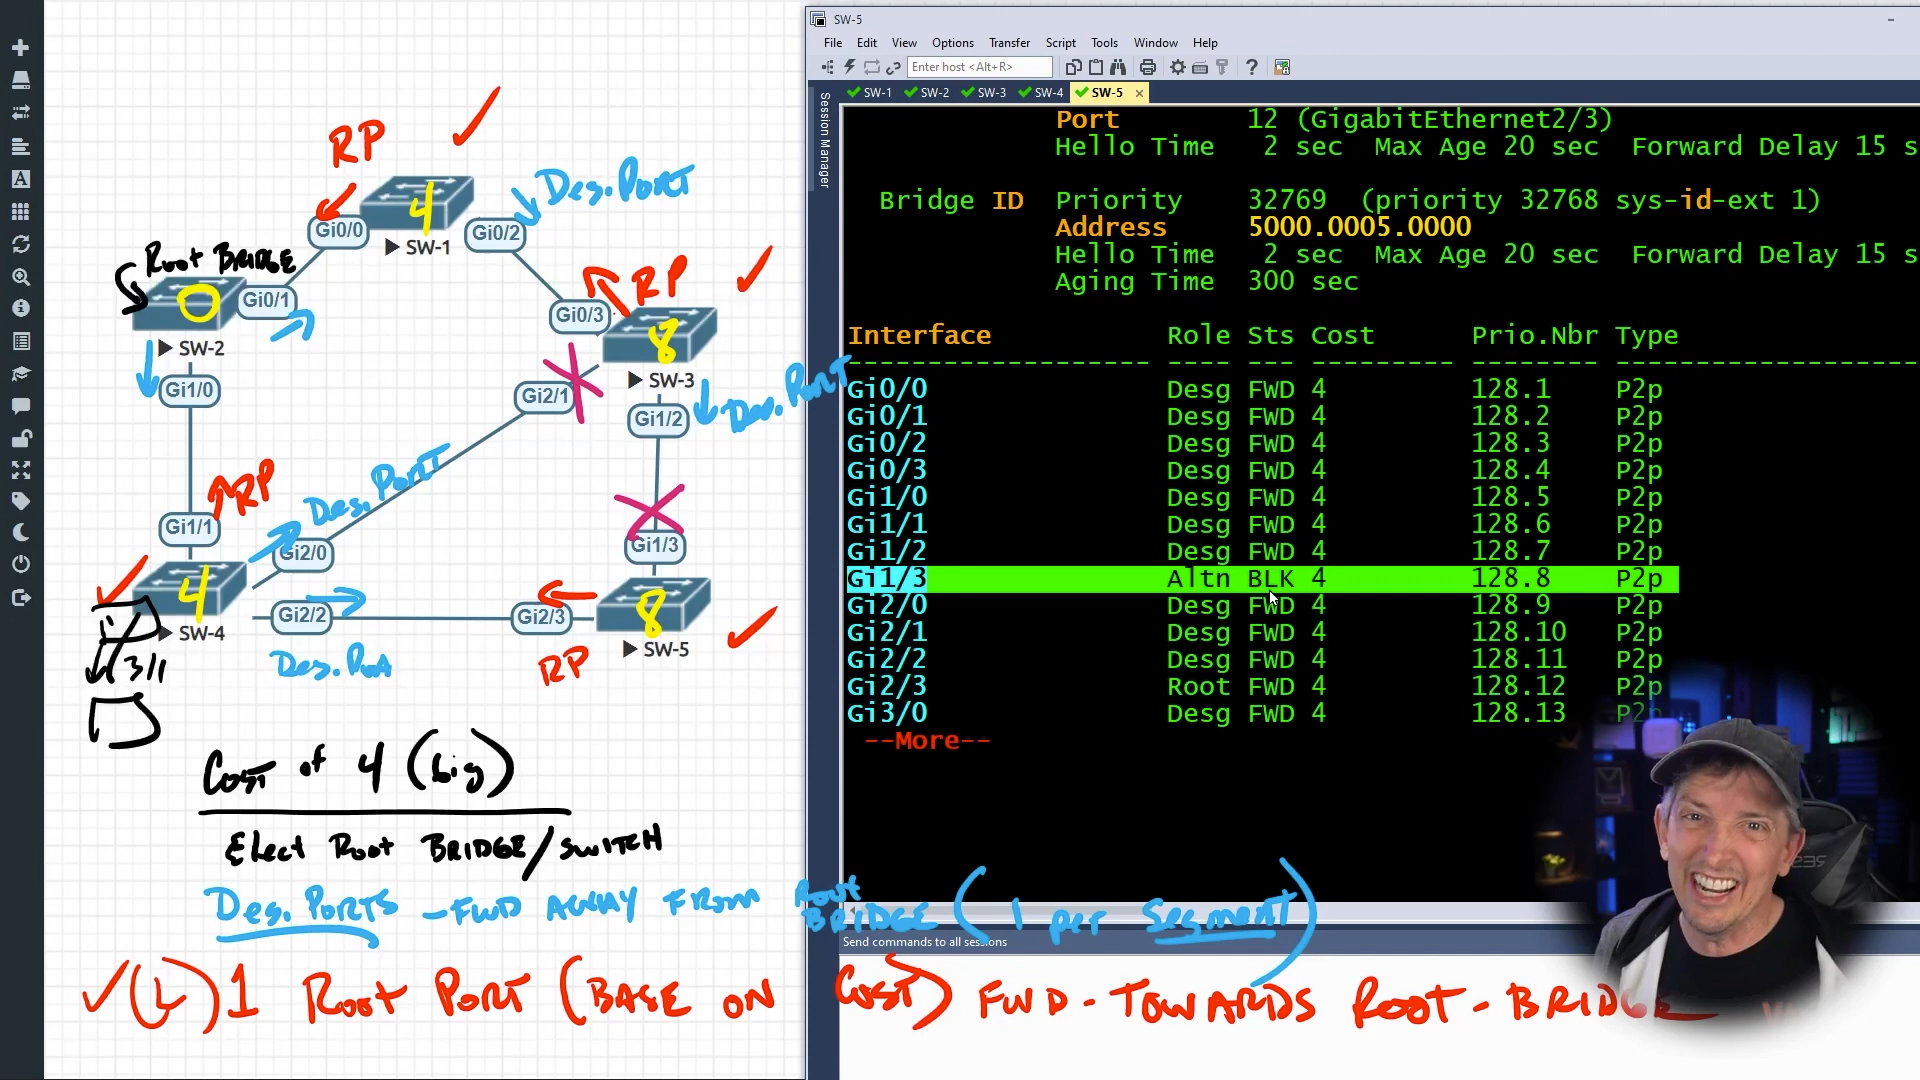 SW-5
File Edit View Options Transfer Script Tools Window Help
Enter host <Alt+R>
SW-1 SW-2 SW-3 SW-4 SW-5 ×
Session Manager
Port 12 (GigabitEthernet2/3)
Hello Time 2 sec Max Age 20 sec Forward Delay 15 s
Bridge ID Priority 32769 (priority 32768 sys-id-ext 1)
Address 5000.0005.0000
Hello Time 2 sec Max Age 20 sec Forward Delay 15 s
Aging Time 300 sec
Interface Role Sts Cost Prio.Nbr Type
------------------- ---- --- --------- -------- --------------------
Gi0/0 Desg FWD 4 128.1 P2p
Gi0/1 Desg FWD 4 128.2 P2p
Gi0/2 Desg FWD 4 128.3 P2p
Gi0/3 Desg FWD 4 128.4 P2p
Gi1/0 Desg FWD 4 128.5 P2p
Gi1/1 Desg FWD 4 128.6 P2p
Gi1/2 Desg FWD 4 128.7 P2p
Gi1/3 Altn BLK 4 128.8 P2p
Gi2/0 Desg FWD 4 128.9 P2p
Gi2/1 Desg FWD 4 128.10 P2p
Gi2/2 Desg FWD 4 128.11 P2p
Gi2/3 Root FWD 4 128.12 P2p
Gi3/0 Desg FWD 4 128.13 P2p
--More--
Send commands to all sessions
RP
4
Des. PORT
Gi0/0
SW-1
Gi0/2
Root BRIDGE
0
Gi0/1
SW-2
Gi1/0
RP
Gi0/3
8
SW-3
Gi2/1
Gi1/2
Des. PORT
RP
Des. PORT
Gi1/1
Gi2/0
Gi1/3
4
SW-4
Gi2/2
Gi2/3
8
SW-5
Des. Port
RP
3/1
Cost of 4 (big)
Elect Root BRIDGE/SWITCH
Des. PORTS - FWD AWAY FROM Root BRIDGE (1 per Segment)
(L) 1 Root Port (BASE ON Cost) FWD - TOWARDS ROOT - BRIDGE